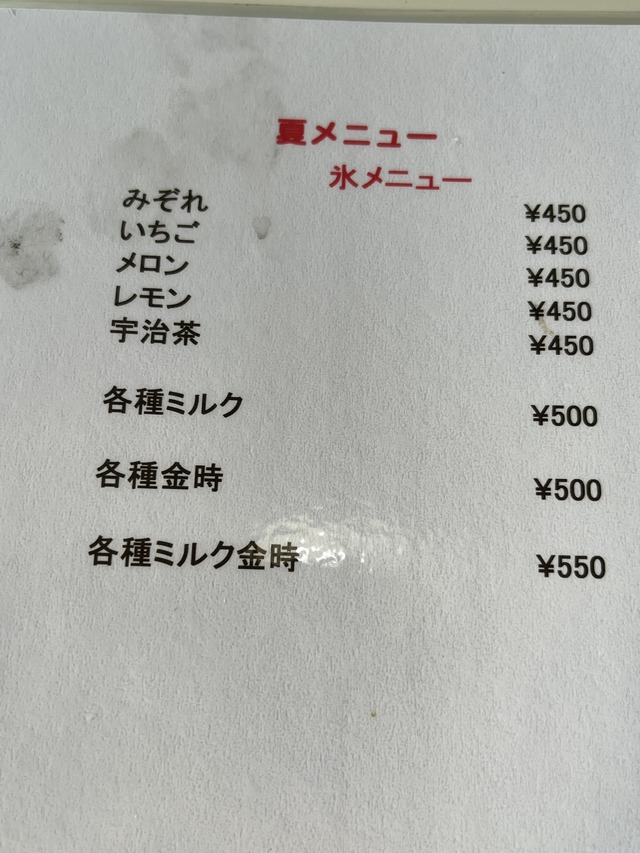 夏メニュー
氷メニュー
みぞれ ¥450
いちご ¥450
メロン ¥450
レモン ¥450
宇治茶 ¥450
各種ミルク ¥500
各種金時 ¥500
各種ミルク金時 ¥550